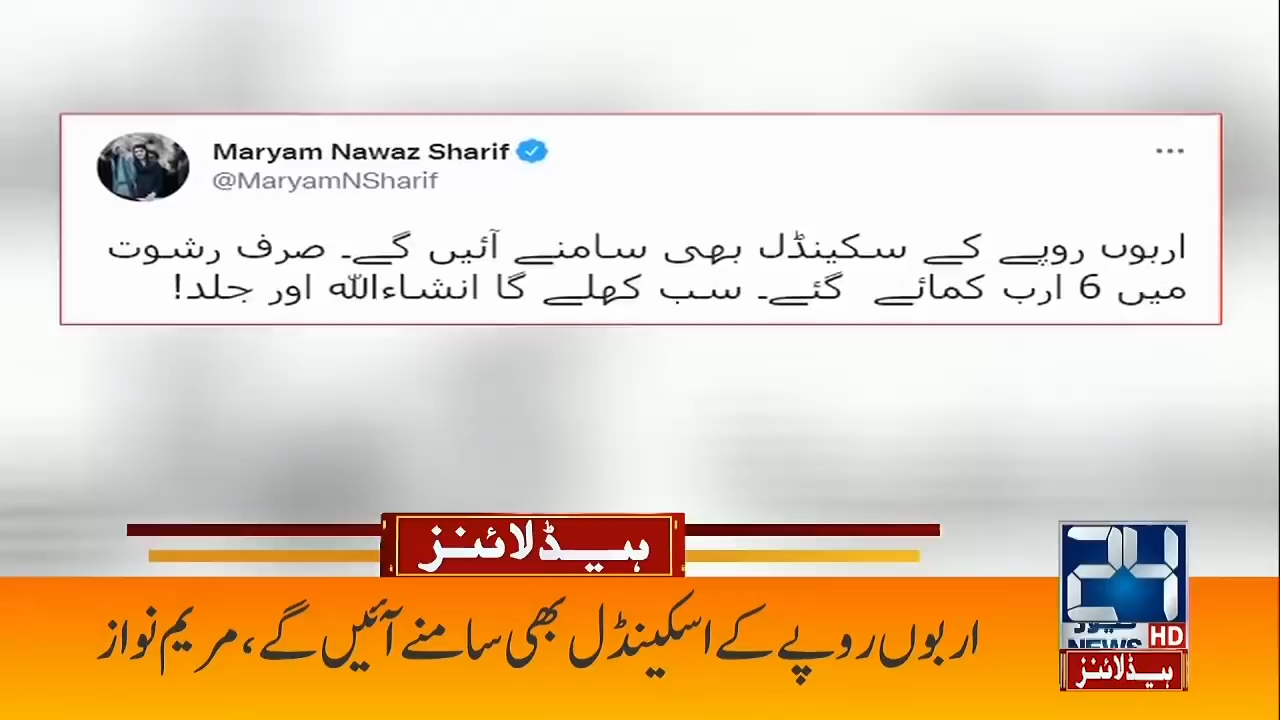 Maryam Nawaz Sharif
@MaryamNSharif
اربوں روپے کے سکینڈل بھی سامنے آئیں گے۔ صرف رشوت
میں 6 ارب کمائے گئے۔ سب کھلے گا انشاءاللہ اور جلد!
ہیڈلائنز
اربوں روپے کے اسکینڈل بھی سامنے آئیں گے، مریم نواز
24
نیوز HD
NEWS
ہیڈلائنز